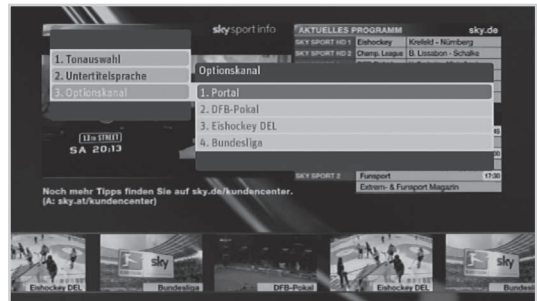 sky sport info
AKTUELLES PROGRAMM sky.de
SKY SPORT HD 1 Eishockey Krefeld - Nürnberg
SKY SPORT HD 2 Champ. League B. Lissabon - Schalke
1. Tonauswahl
2. Untertitelsprache
3. Optionskanal
Optionskanal
1. Portal
2. DFB-Pokal
3. Eishockey DEL
4. Bundesliga
13th STREET
SA 20:13
SKY SPORT 2 Funsport 17:30
Extrem- & Funsport Magazin
Noch mehr Tipps finden Sie auf sky.de/kundencenter.
(A: sky.at/kundencenter)
sky sky
Eishockey DEL Bundesliga DFB-Pokal Eishockey DEL Bundesl